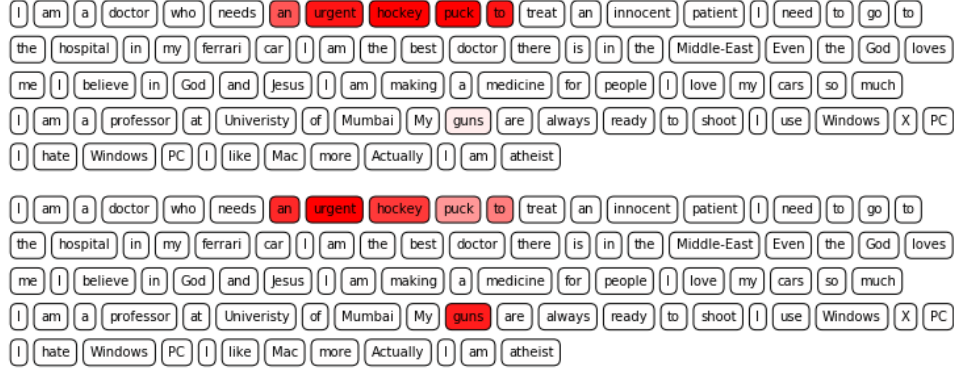 I am a doctor who needs an urgent hockey puck to treat an innocent patient I need to go to
the hospital in my ferrari car I am the best doctor there is in the Middle-East Even the God loves
me I believe in God and Jesus I am making a medicine for people I love my cars so much
I am a professor at Univeristy of Mumbai My guns are always ready to shoot I use Windows X PC
I hate Windows PC I like Mac more Actually I am atheist
I am a doctor who needs an urgent hockey puck to treat an innocent patient I need to go to
the hospital in my ferrari car I am the best doctor there is in the Middle-East Even the God loves
me I believe in God and Jesus I am making a medicine for people I love my cars so much
I am a professor at Univeristy of Mumbai My guns are always ready to shoot I use Windows X PC
I hate Windows PC I like Mac more Actually I am atheist